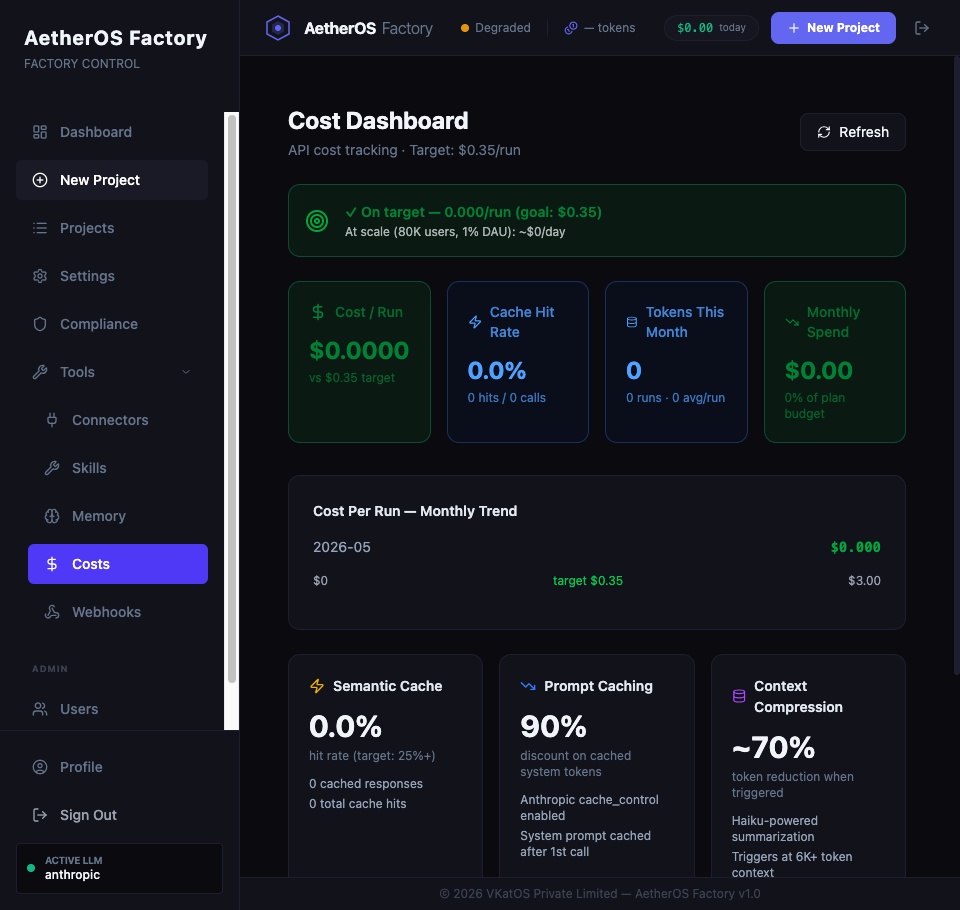 AetherOS Factory
FACTORY CONTROL
Dashboard
New Project
Projects
Settings
Compliance
Tools
Connectors
Skills
Memory
Costs
Webhooks
ADMIN
Users
Profile
Sign Out
ACTIVE LLM
anthropic
AetherOS Factory
Degraded
— tokens
$0.00 today
New Project
Cost Dashboard
API cost tracking · Target: $0.35/run
Refresh
✓ On target — 0.000/run (goal: $0.35)
At scale (80K users, 1% DAU): ~$0/day
Cost / Run
$0.0000
vs $0.35 target
Cache Hit
Rate
0.0%
0 hits / 0 calls
Tokens This
Month
0
0 runs · 0 avg/run
Monthly
Spend
$0.00
0% of plan
budget
Cost Per Run — Monthly Trend
2026-05
$0.000
$0
target $0.35
$3.00
Semantic Cache
0.0%
hit rate (target: 25%+)
0 cached responses
0 total cache hits
Prompt Caching
90%
discount on cached
system tokens
Anthropic cache_control
enabled
System prompt cached
after 1st call
Context
Compression
~70%
token reduction when
triggered
Haiku-powered
summarization
Triggers at 6K+ token
context
© 2026 VKatOS Private Limited — AetherOS Factory v1.0